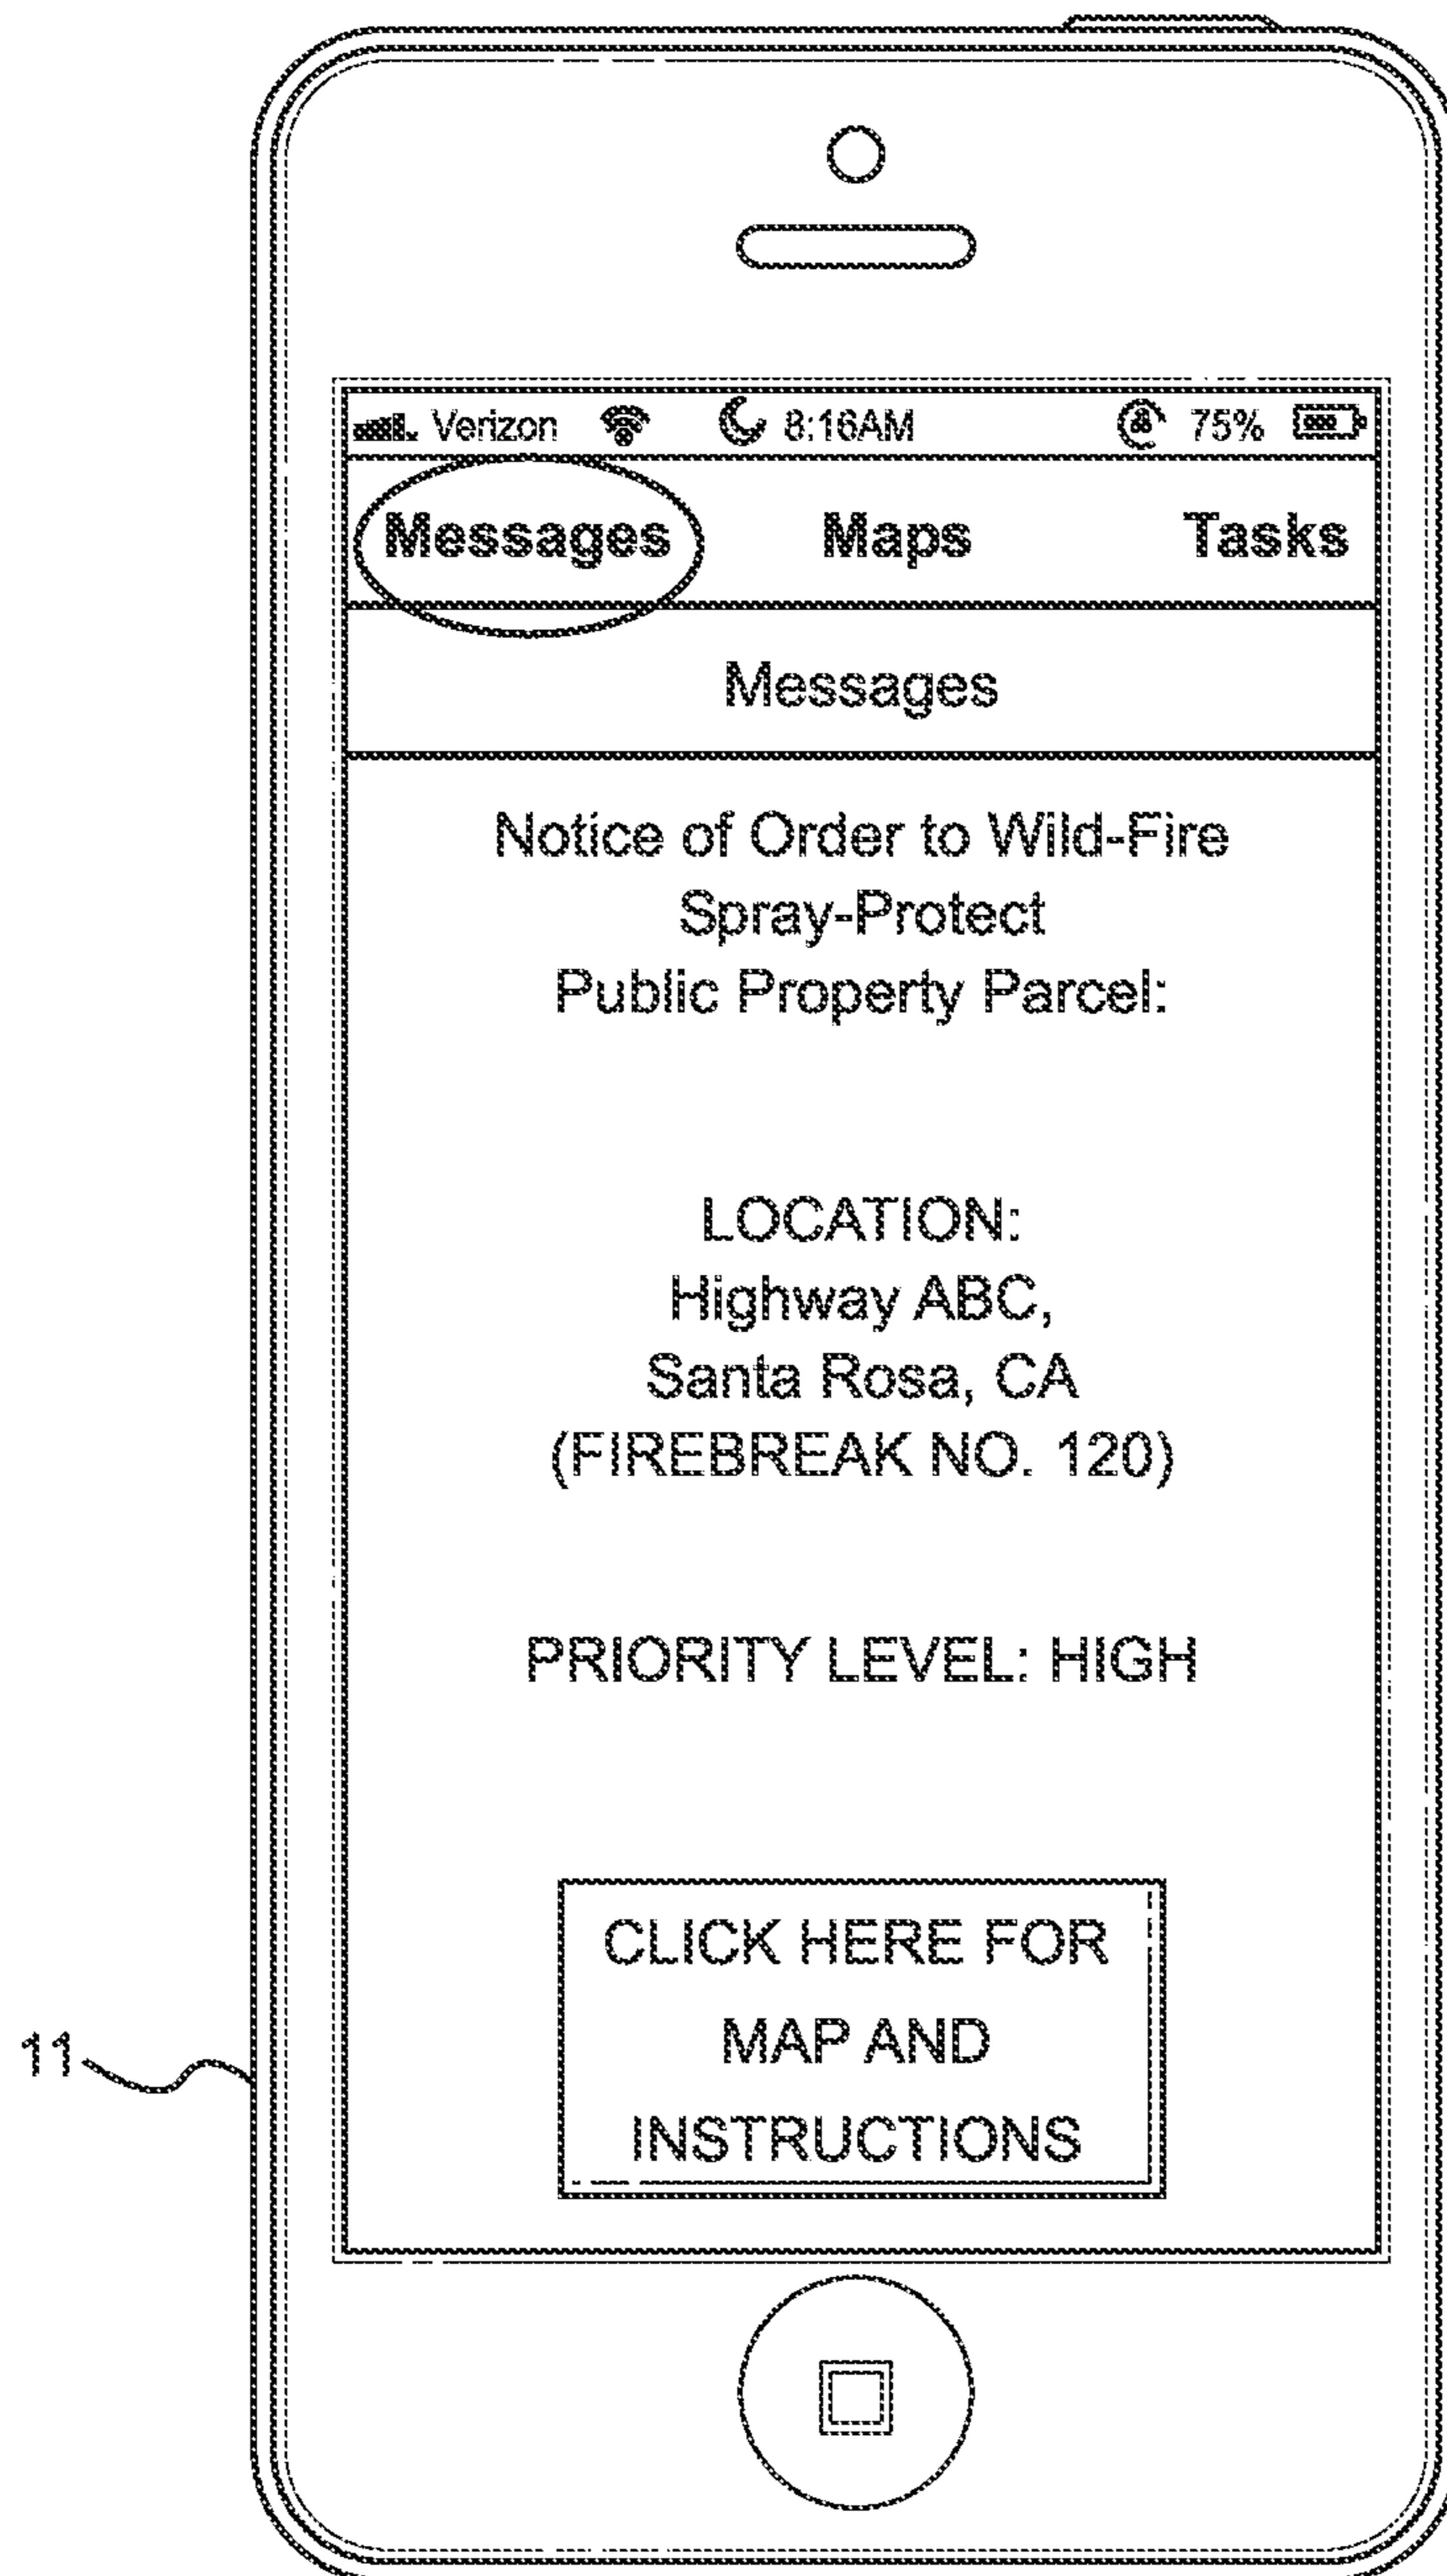 Verizon 8:16AM 75%
Messages Maps Tasks
Messages
Notice of Order to Wild-Fire
Spray-Protect
Public Property Parcel:
LOCATION:
Highway ABC,
Santa Rosa, CA
(FIREBREAK NO. 120)
PRIORITY LEVEL: HIGH
CLICK HERE FOR
MAP AND
INSTRUCTIONS
11